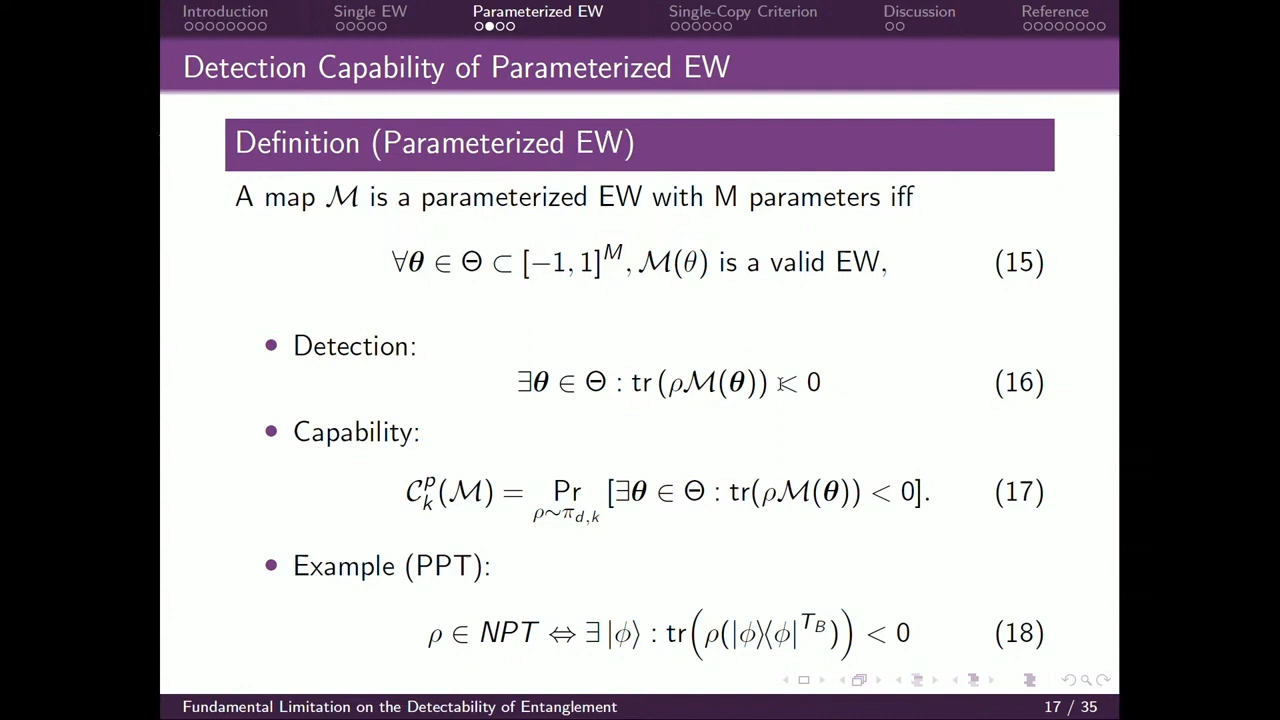 Introduction Single EW Parameterized EW Single-Copy Criterion Discussion Reference
Detection Capability of Parameterized EW
Definition (Parameterized EW)
A map ℳ is a parameterized EW with M parameters iff
∀𝜽 ∈ Θ ⊂ [−1, 1]^M, ℳ(θ) is a valid EW, (15)
• Detection:
∃𝜽 ∈ Θ : tr(ρℳ(𝜽)) < 0 (16)
• Capability:
𝒞_k^p(ℳ) = Pr_{ρ∼π_{d,k}} [∃𝜽 ∈ Θ : tr(ρℳ(𝜽)) < 0]. (17)
• Example (PPT):
ρ ∈ NPT ⇔ ∃ |ϕ⟩ : tr(ρ(|ϕ⟩⟨ϕ|^{T_B})) < 0 (18)
Fundamental Limitation on the Detectability of Entanglement 17 / 35